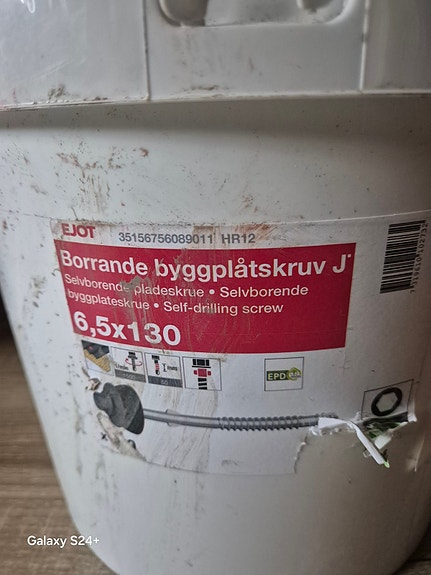 EJOT
35156756089011 HR12
Borrande byggplåtskruv J
Selvborende pladeskrue • Selvborende
byggplateskrue • Self-drilling screw
6,5x130
EPD
Galaxy S24+